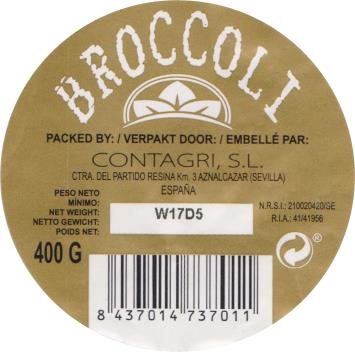 BROCCOLI
PACKED BY: / VERPAKT DOOR: / EMBELLÉ PAR:
CONTAGRI, S.L.
CTRA. DEL PARTIDO RESINA Km. 3 AZNALCAZAR (SEVILLA)
ESPAÑA
PESO NETO
MÍNIMO:
NET WEIGHT:
NETTO GEWICHT:
POIDS NET:
400 G
W17D5
N.R.S.I.: 210020420/SE
R.I.A.: 41/41956
8 437014 737011